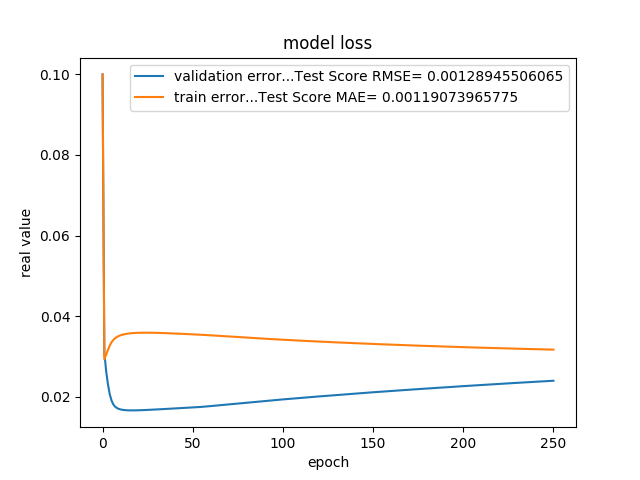 model loss
validation error...Test Score RMSE= 0.00128945506065
train error...Test Score MAE= 0.00119073965775
0.10
0.08
0.06
0.04
0.02
real value
0
50
100
150
200
250
epoch